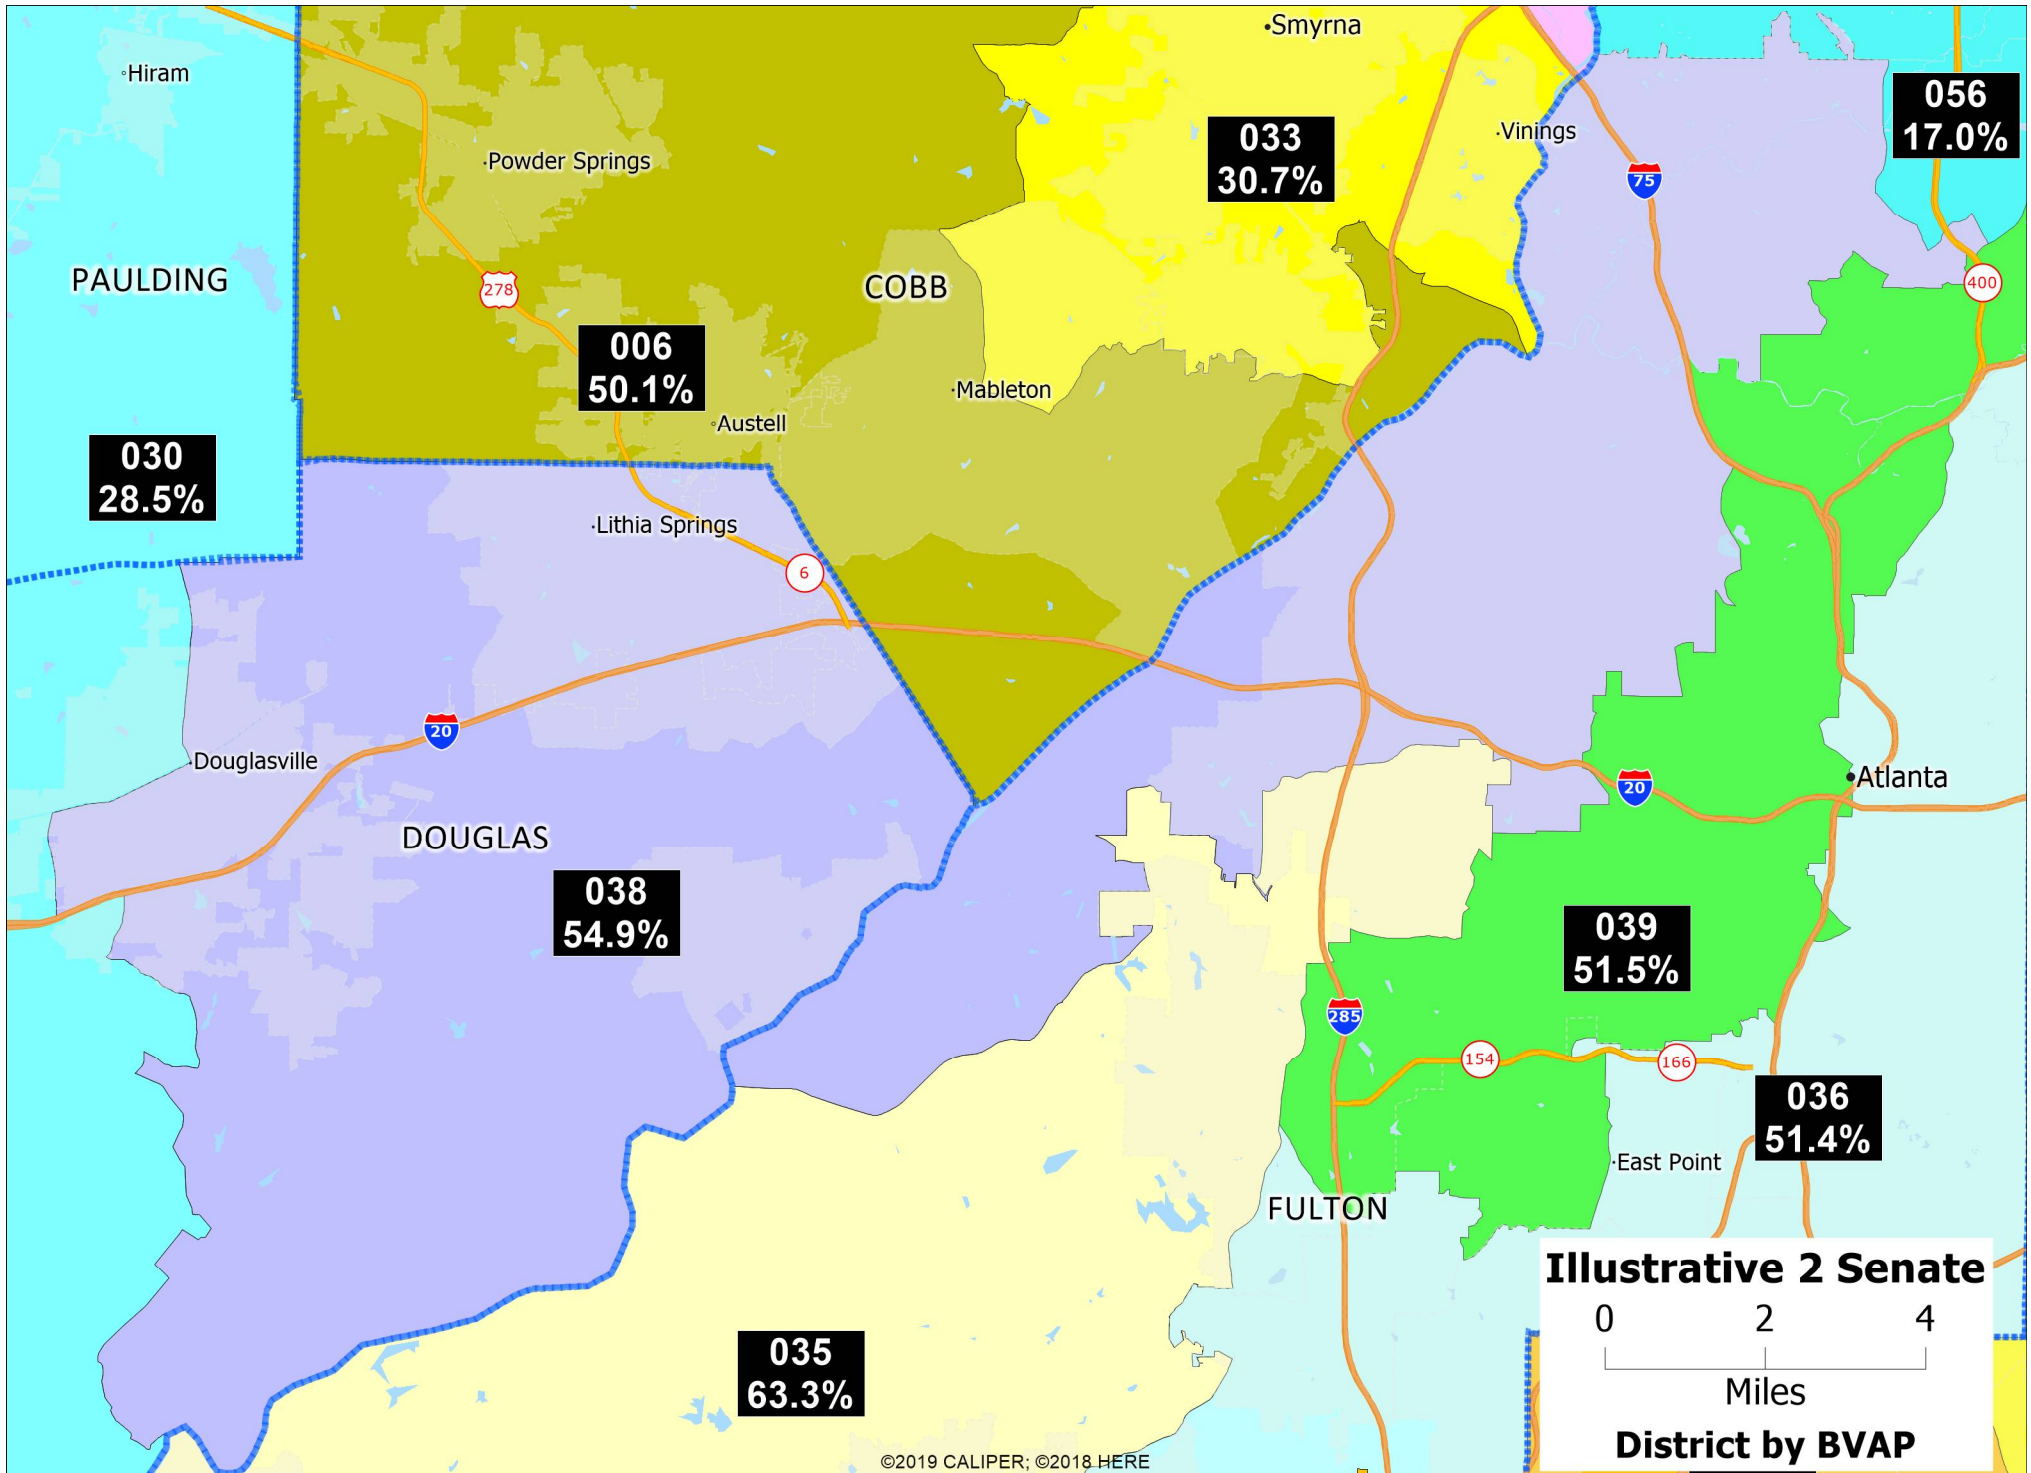 Smyrna
Hiram
056
17.0%
033
30.7%
Vinings
Powder Springs
75
PAULDING
COBB
278
400
006
50.1%
Mableton
Austell
030
28.5%
Lithia Springs
6
20
Douglasville
Atlanta
20
DOUGLAS
038
54.9%
039
51.5%
285
154
166
036
51.4%
East Point
FULTON
Illustrative 2 Senate
0 2 4
Miles
District by BVAP
035
63.3%
©2019 CALIPER; ©2018 HERE